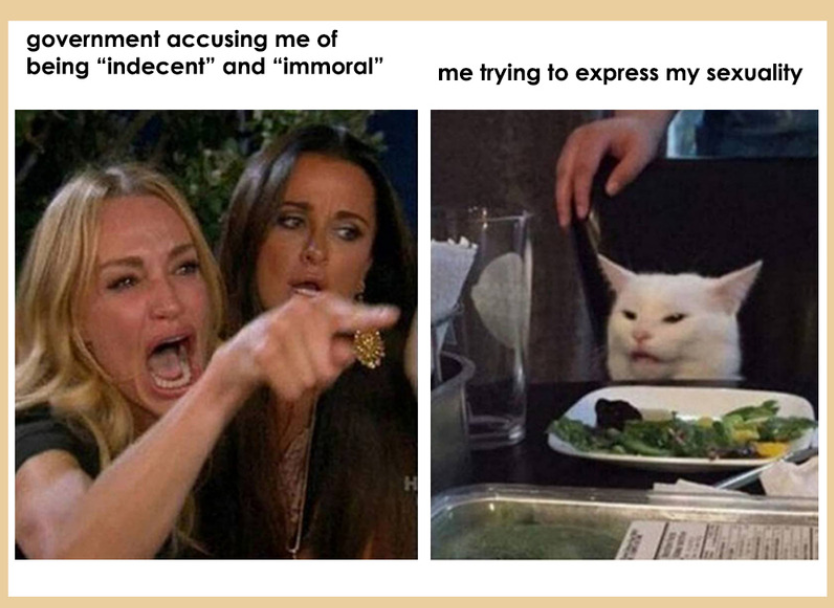 government accusing me of
being “indecent” and “immoral”
me trying to express my sexuality
H